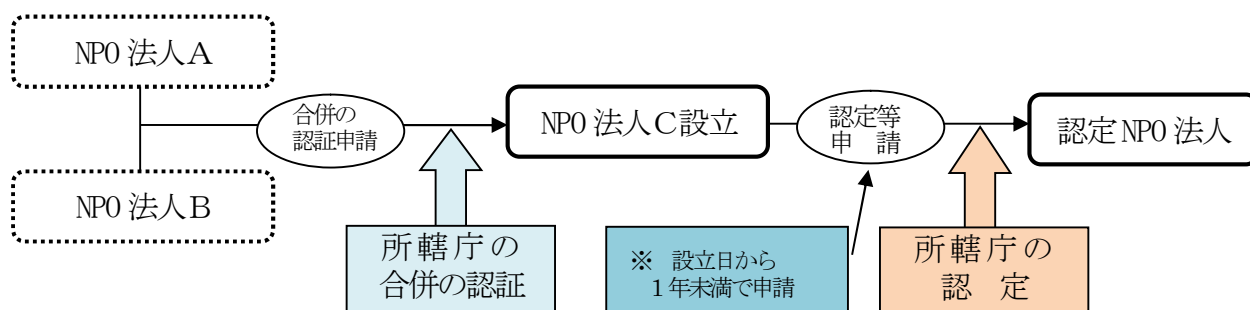 NPO 法人A
NPO 法人B
合併の
認証申請
NPO 法人C設立
認定等
申 請
認定NPO 法人
所轄庁の
合併の認証
※ 設立日から
1年未満で申請
所轄庁の
認 定